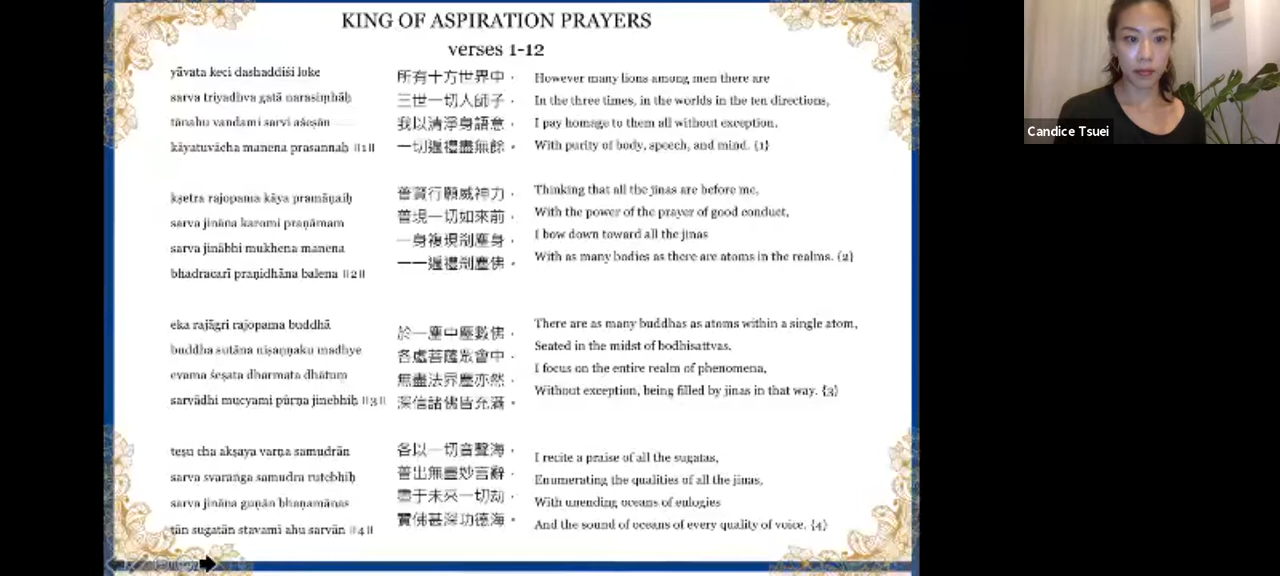 KING OF ASPIRATION PRAYERS
verses 1-12
yāvata keci dashaddiśi loke
sarva triyadhva gatā narasiṃhāḥ
tānahu vandami sarvi aśeṣān
kāyatuvācha manena prasannaḥ ॥1॥
kṣetra rajopama kāya pramāṇaiḥ
sarva jināna karomi praṇāmam
sarva jinābhi mukhena manena
bhadracarī praṇidhāna balena ॥2॥
eka rajāgri rajopama buddhā
buddha sutāna niṣaṇṇaku madhye
evama śeṣata dharmata dhātum
sarvādhi mucyami pūrṇa jinebhiḥ ॥3॥
teṣu cha akṣaya varṇa samudrān
sarva svarāṅga samudra rutebhiḥ
sarva jināna guṇān bhaṇamānas
tān sugatān stavamī ahu sarvān ॥4॥
所有十方世界中，
三世一切人師子，
我以清淨身語意，
一切遍禮盡無餘。
普賢行願威神力，
普現一切如來前，
一身複現剎塵身，
一一遍禮剎塵佛。
於一塵中塵數佛，
各處菩薩眾會中，
無盡法界塵亦然，
深信諸佛皆充滿。
各以一切音聲海，
普出無盡妙言辭，
盡于未來一切劫，
贊佛甚深功德海。
However many lions among men there are
In the three times, in the worlds in the ten directions,
I pay homage to them all without exception,
With purity of body, speech, and mind. {1}
Thinking that all the jinas are before me,
With the power of the prayer of good conduct,
I bow down toward all the jinas
With as many bodies as there are atoms in the realms. {2}
There are as many buddhas as atoms within a single atom,
Seated in the midst of bodhisattvas.
I focus on the entire realm of phenomena,
Without exception, being filled by jinas in that way. {3}
I recite a praise of all the sugatas,
Enumerating the qualities of all the jinas,
With unending oceans of eulogies
And the sound of oceans of every quality of voice. {4}
Candice Tsuei